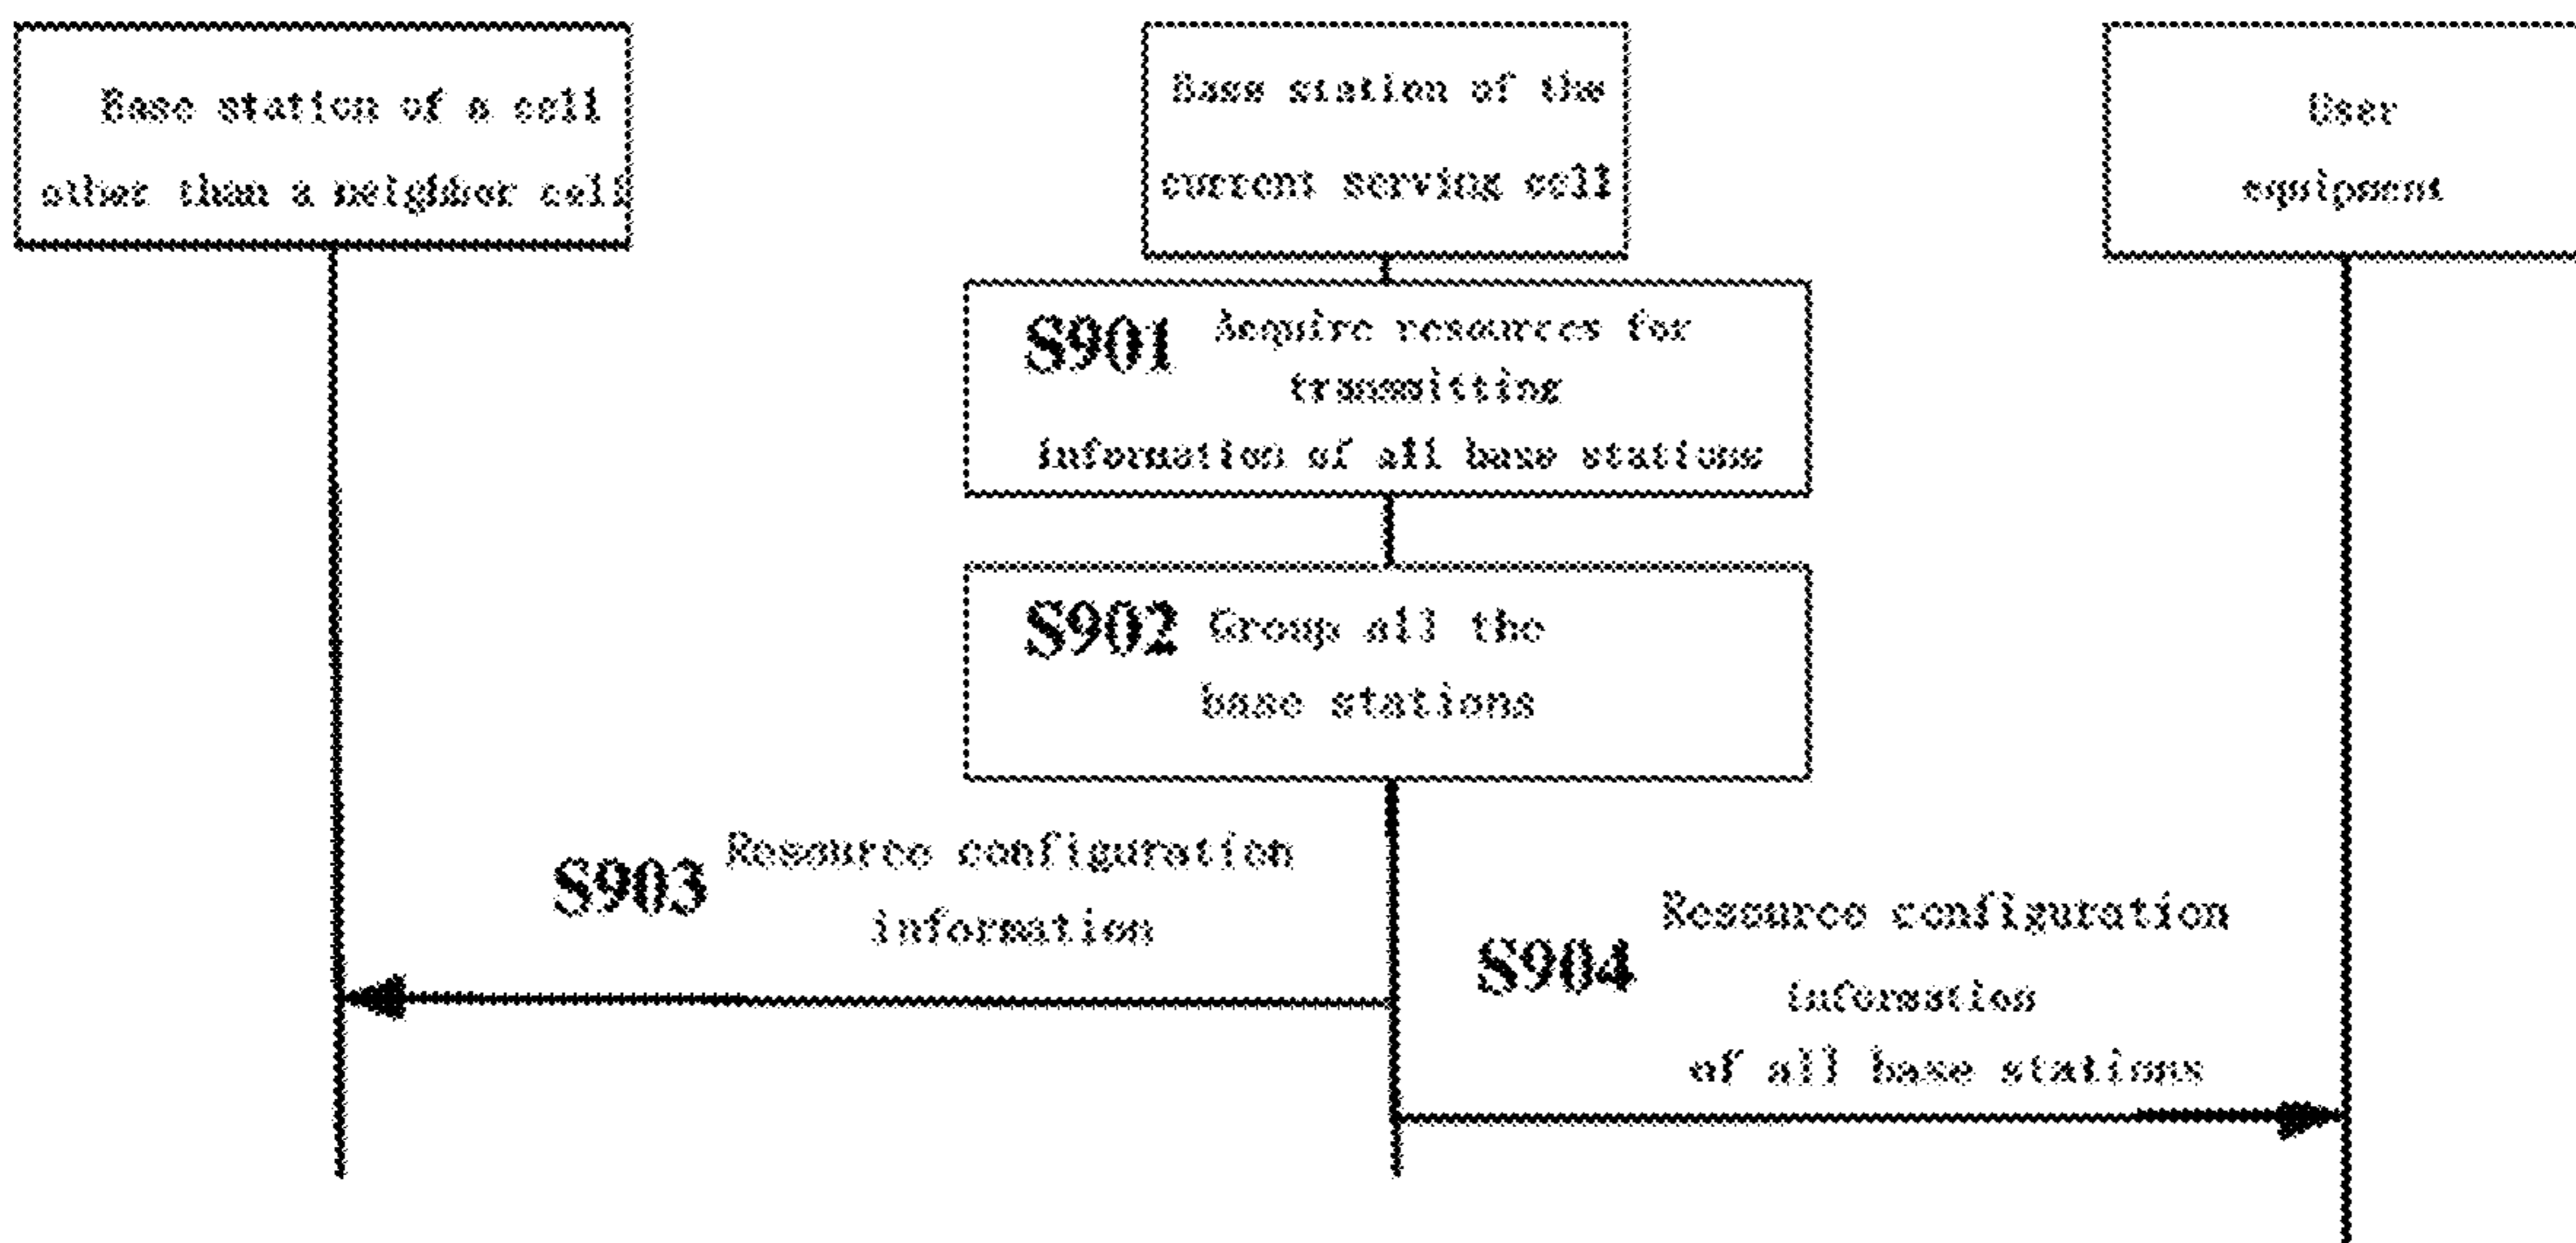 Base station of a cell
other than a neighbor cell
Base station of the
current serving cell
User
equipment
S901 Acquire resources for
transmitting
information of all base stations
S902 Group all the
base stations
S903 Resource configuration
information
S904 Resource configuration
information
of all base stations